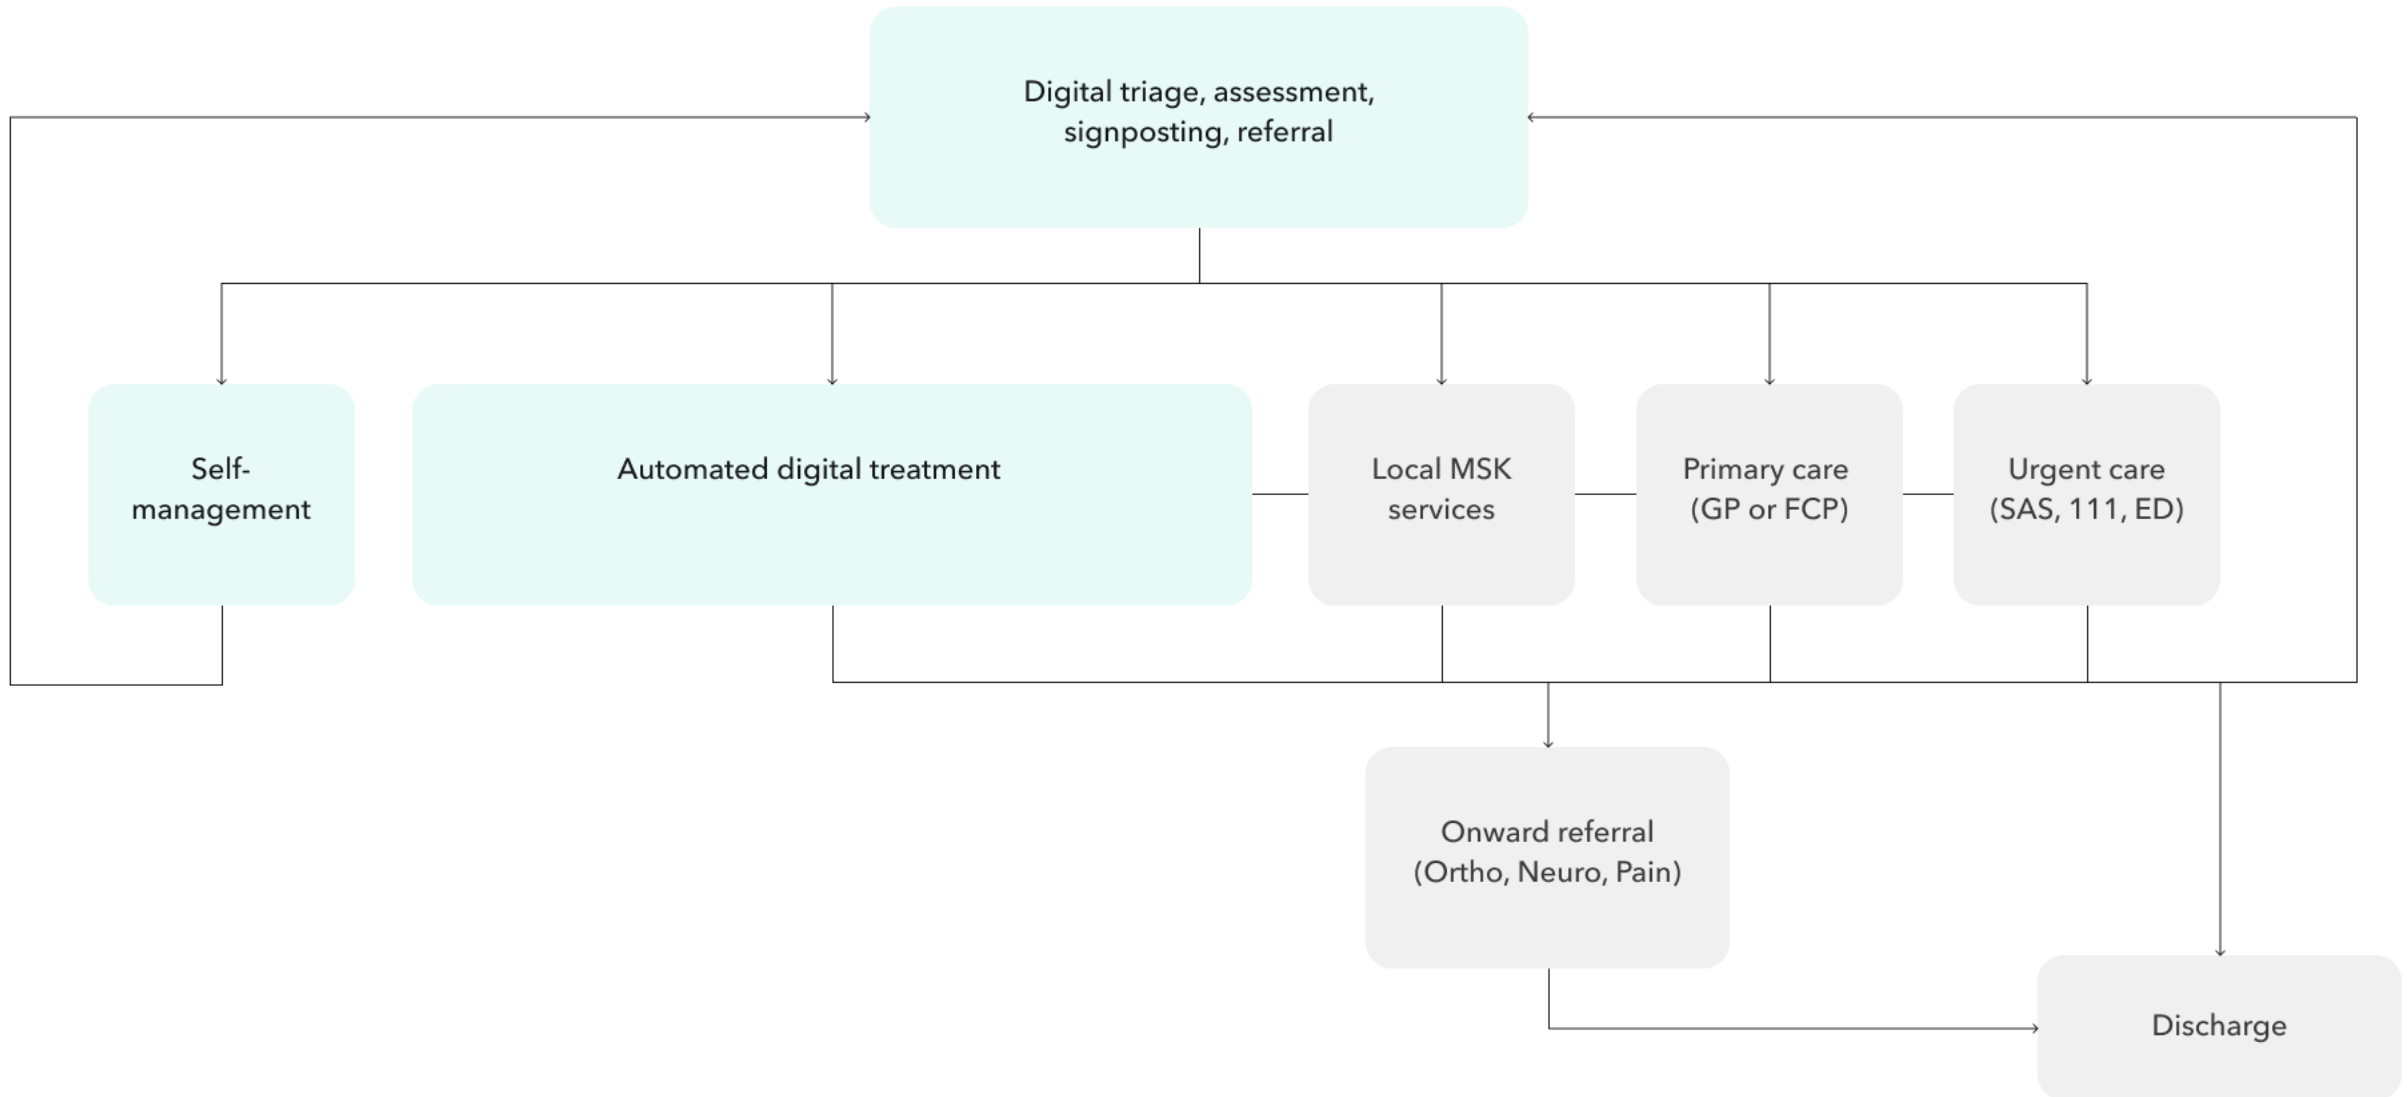 Digital triage, assessment,
signposting, referral
Self-
management
Automated digital treatment
Local MSK
services
Primary care
(GP or FCP)
Urgent care
(SAS, 111, ED)
Onward referral
(Ortho, Neuro, Pain)
Discharge